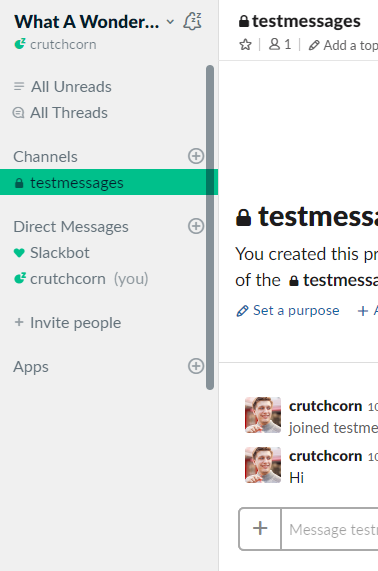 What A Wonder...
crutchcorn
All Unreads
All Threads
Channels
testmessages
Direct Messages
Slackbot
crutchcorn (you)
+ Invite people
Apps
testmessages
1
Add a top
testmessa
You created this pr
of the testmessa
Set a purpose +
crutchcorn 10
joined testme
crutchcorn 10
Hi
+ Message test